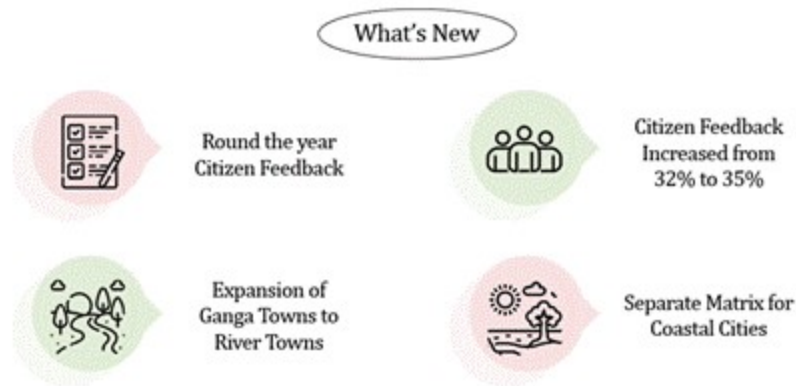 What's New
Round the year
Citizen Feedback
Citizen Feedback
Increased from
32% to 35%
Expansion of
Ganga Towns to
River Towns
Separate Matrix for
Coastal Cities